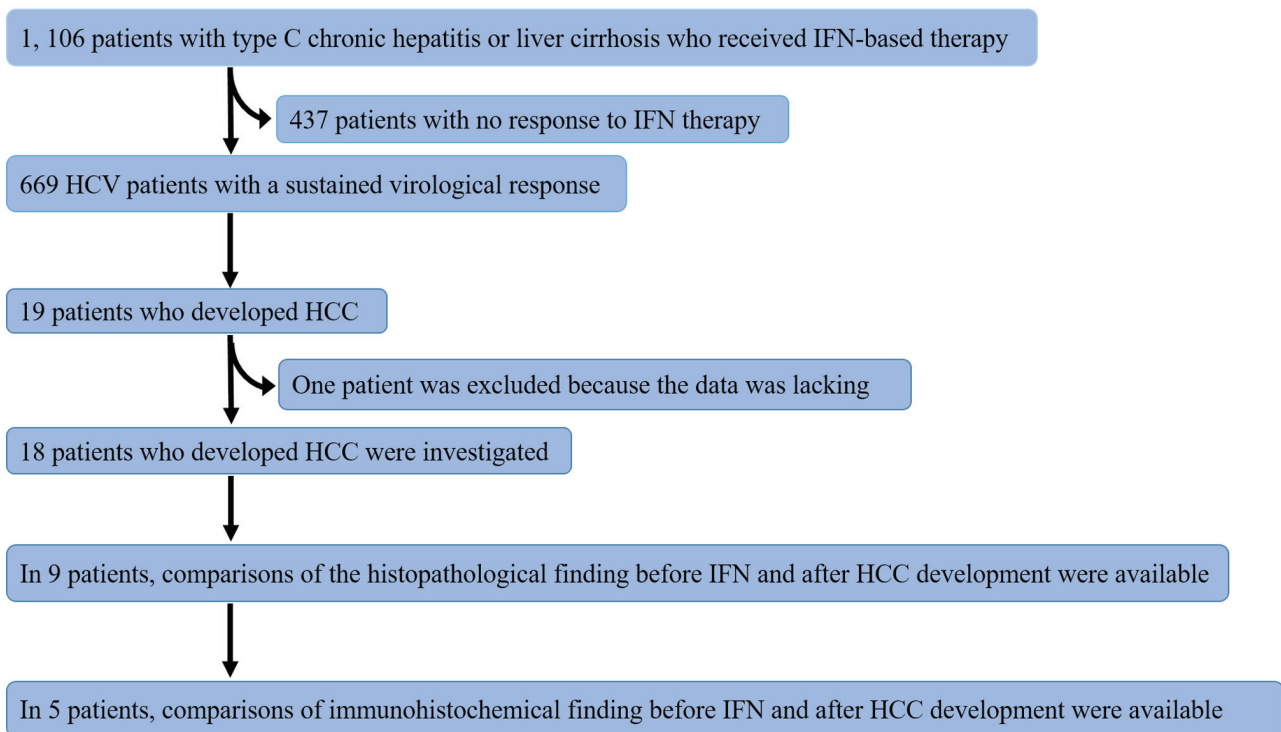 1, 106 patients with type C chronic hepatitis or liver cirrhosis who received IFN-based therapy
437 patients with no response to IFN therapy
669 HCV patients with a sustained virological response
19 patients who developed HCC
One patient was excluded because the data was lacking
18 patients who developed HCC were investigated
In 9 patients, comparisons of the histopathological finding before IFN and after HCC development were available
In 5 patients, comparisons of immunohistochemical finding before IFN and after HCC development were available